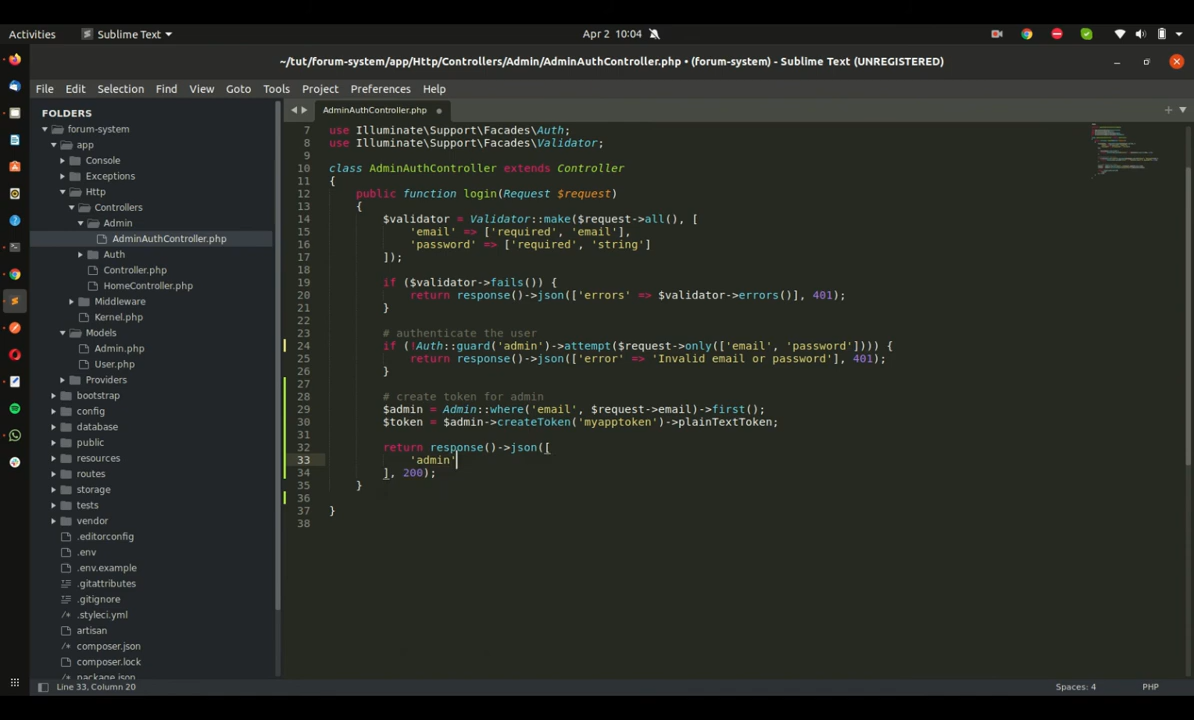 Activities
Sublime Text
Apr 2 10:04
~/tut/forum-system/app/Http/Controllers/Admin/AdminAuthController.php • (forum-system) - Sublime Text (UNREGISTERED)
File Edit Selection Find View Goto Tools Project Preferences Help
FOLDERS
forum-system
app
Console
Exceptions
Http
Controllers
Admin
AdminAuthController.php
Auth
Controller.php
HomeController.php
Middleware
Kernel.php
Models
Admin.php
User.php
Providers
bootstrap
config
database
public
resources
routes
storage
tests
vendor
.editorconfig
.env
.env.example
.gitattributes
.gitignore
.styleci.yml
artisan
composer.json
composer.lock
package.json
AdminAuthController.php
7 use Illuminate\Support\Facades\Auth;
8 use Illuminate\Support\Facades\Validator;
9
10 class AdminAuthController extends Controller
11 {
12 public function login(Request $request)
13 {
14 $validator = Validator::make($request->all(), [
15 'email' => ['required', 'email'],
16 'password' => ['required', 'string']
17 ]);
18
19 if ($validator->fails()) {
20 return response()->json(['errors' => $validator->errors()], 401);
21 }
22
23 # authenticate the user
24 if (!Auth::guard('admin')->attempt($request->only(['email', 'password']))) {
25 return response()->json(['error' => 'Invalid email or password'], 401);
26 }
27
28 # create token for admin
29 $admin = Admin::where('email', $request->email)->first();
30 $token = $admin->createToken('myapptoken')->plainTextToken;
31
32 return response()->json([
33 'admin'
34 ], 200);
35 }
36
37 }
38
Line 33, Column 20
Spaces: 4
PHP